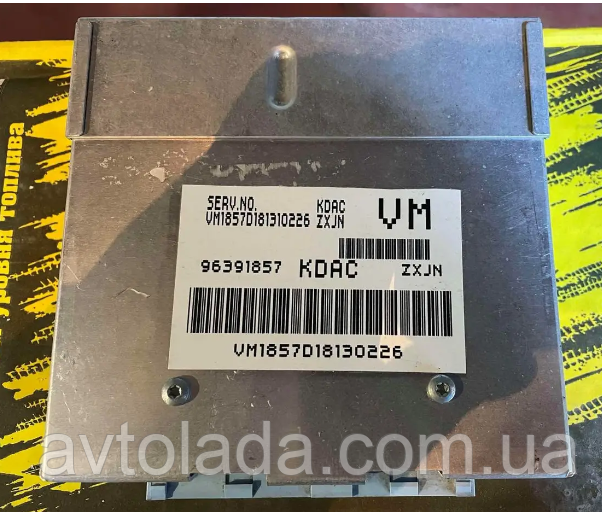 уровня топлива
SERV.NO. KDAC
VM1857D181310226 ZXJN
VM
96391857 KDAC ZXJN
VM1857D18130226
avtolada.com.ua